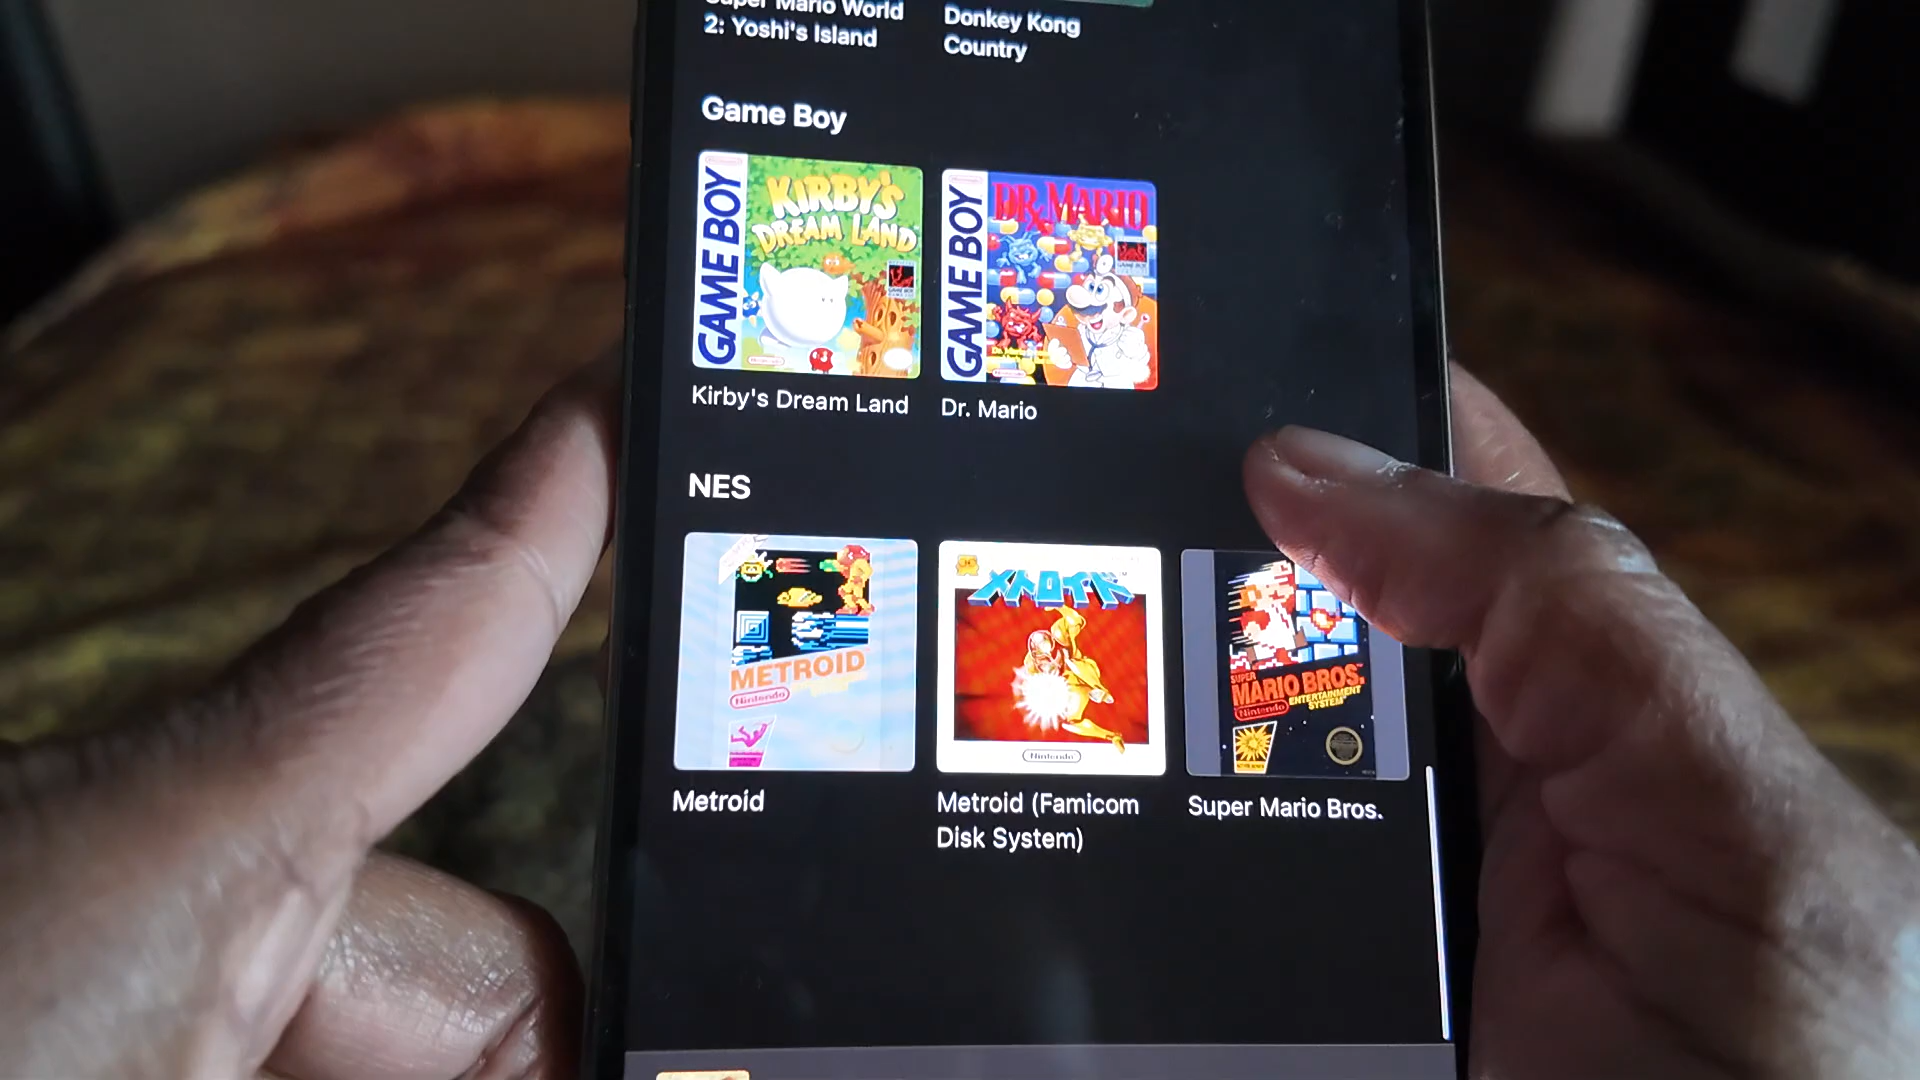 Super Mario World
2: Yoshi's Island
Donkey Kong
Country
Game Boy
GAME BOY
KIRBY'S
DREAM LAND
GAME BOY
DR. MARIO
Kirby's Dream Land
Dr. Mario
NES
METROID
Nintendo
メトロイド
Nintendo
SUPER
MARIO BROS.
Nintendo
ENTERTAINMENT
SYSTEM
Metroid
Metroid (Famicom
Disk System)
Super Mario Bros.